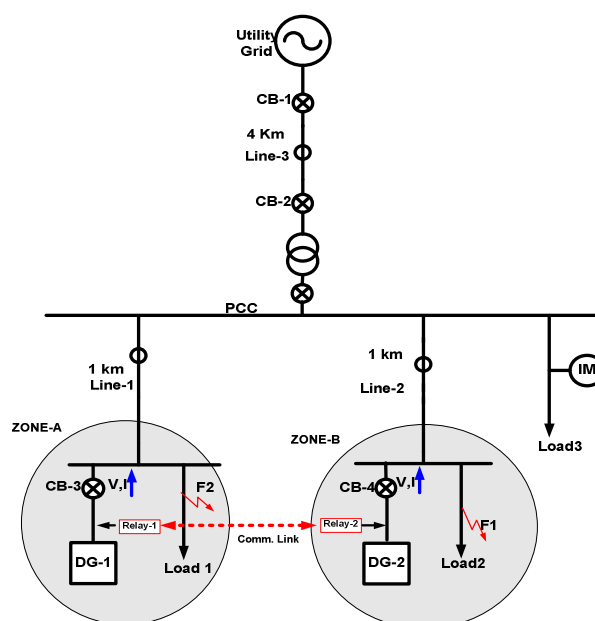 Utility
Grid
CB-1
4 Km
Line-3
CB-2
PCC
1 km
Line-1
1 km
Line-2
IM
Load3
ZONE-A
ZONE-B
CB-3
V,I
F2
CB-4
V,I
F1
Relay-1
Comm. Link
Relay-2
DG-1
Load 1
DG-2
Load2